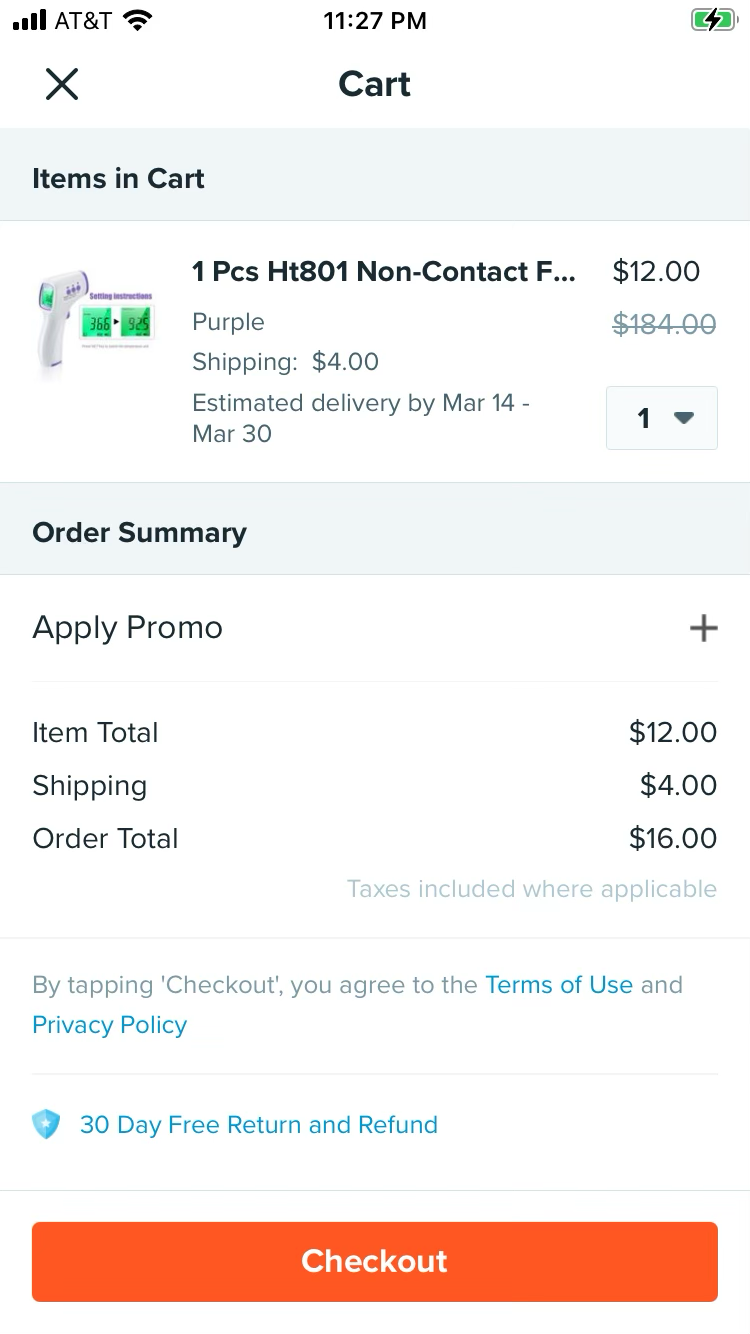 AT&T 11:27 PM
Cart
Items in Cart
1 Pcs Ht801 Non-Contact F... $12.00
Setting instructions
36.6 92.5
Purple $184.00
Shipping: $4.00
Estimated delivery by Mar 14 -
Mar 30
1
Order Summary
Apply Promo +
Item Total $12.00
Shipping $4.00
Order Total $16.00
Taxes included where applicable
By tapping 'Checkout', you agree to the Terms of Use and
Privacy Policy
30 Day Free Return and Refund
Checkout